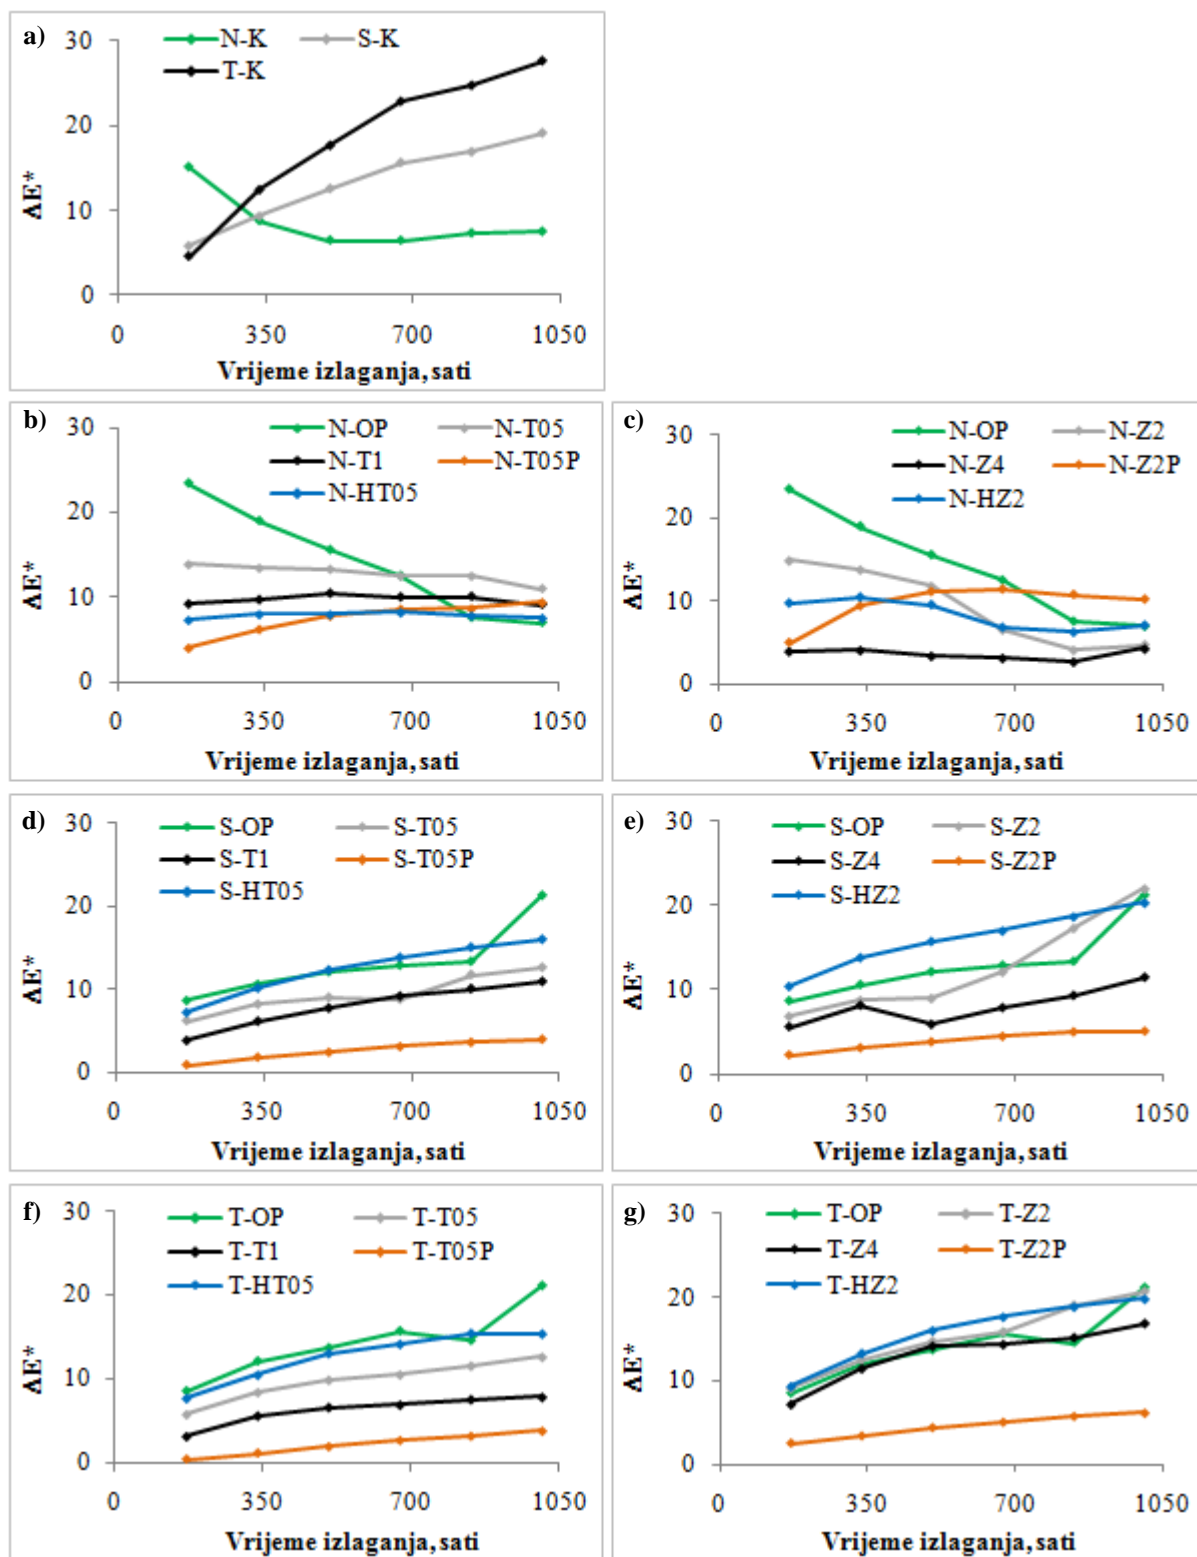 a)
N-K S-K
T-K
30
20
10
0
0 350 700 1050
ΔE*
Vrijeme izlaganja, sati
b)
N-OP N-T05
N-T1 N-T05P
N-HT05
30
20
10
0
0 350 700 1050
ΔE*
Vrijeme izlaganja, sati
c)
N-OP N-Z2
N-Z4 N-Z2P
N-HZ2
30
20
10
0
0 350 700 1050
ΔE*
Vrijeme izlaganja, sati
d)
S-OP S-T05
S-T1 S-T05P
S-HT05
30
20
10
0
0 350 700 1050
ΔE*
Vrijeme izlaganja, sati
e)
S-OP S-Z2
S-Z4 S-Z2P
S-HZ2
30
20
10
0
0 350 700 1050
ΔE*
Vrijeme izlaganja, sati
f)
T-OP T-T05
T-T1 T-T05P
T-HT05
30
20
10
0
0 350 700 1050
ΔE*
Vrijeme izlaganja, sati
g)
T-OP T-Z2
T-Z4 T-Z2P
T-HZ2
30
20
10
0
0 350 700 1050
ΔE*
Vrijeme izlaganja, sati